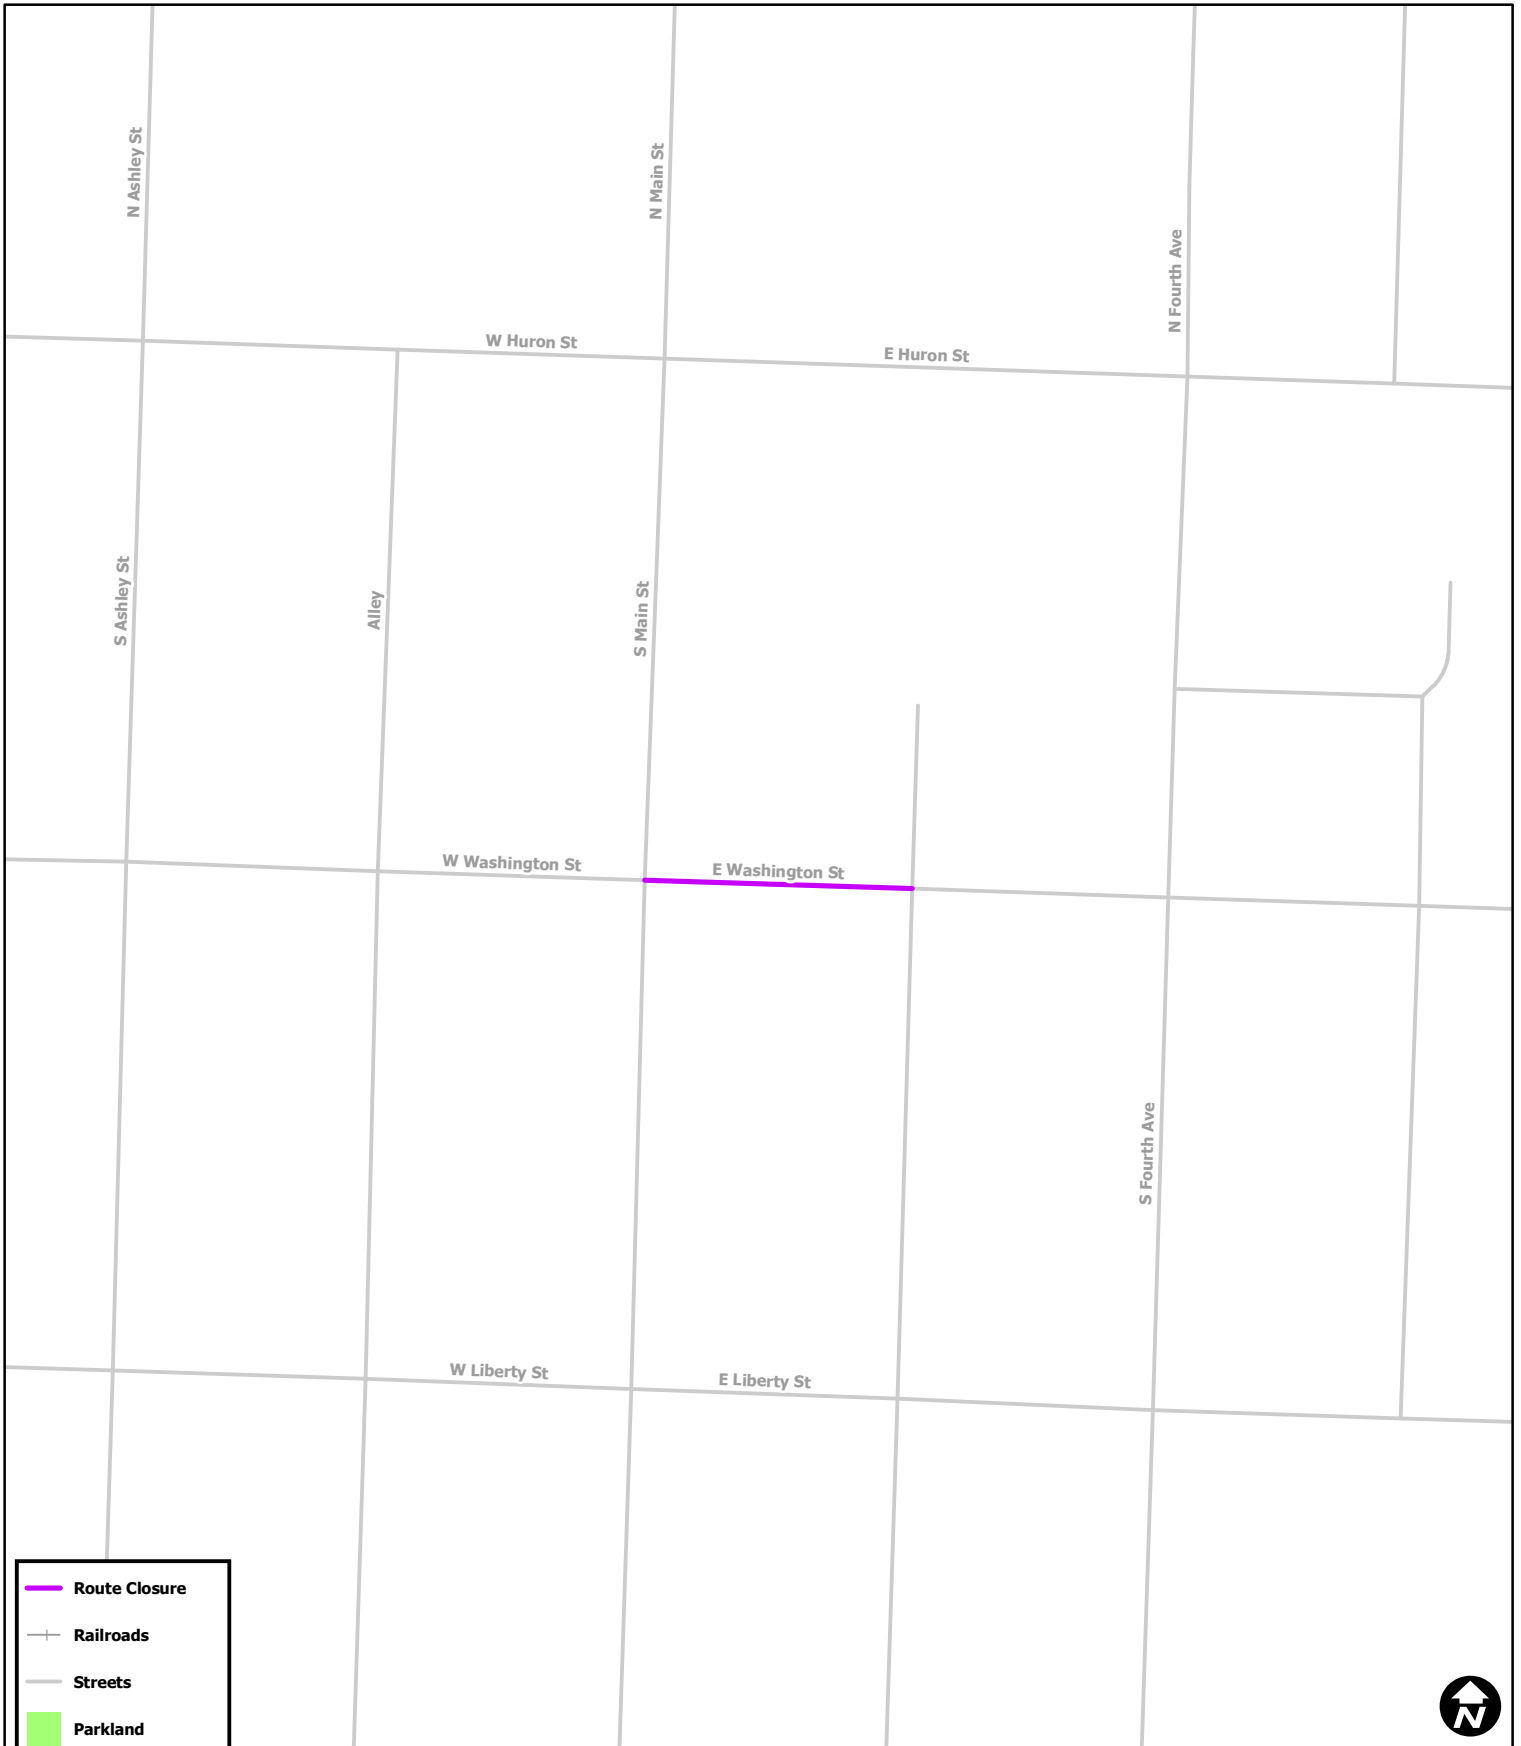 N Ashley St
N Main St
N Fourth Ave
W Huron St
E Huron St
S Ashley St
Alley
S Main St
W Washington St
E Washington St
S Fourth Ave
W Liberty St
E Liberty St
Route Closure
Railroads
Streets
Parkland
N